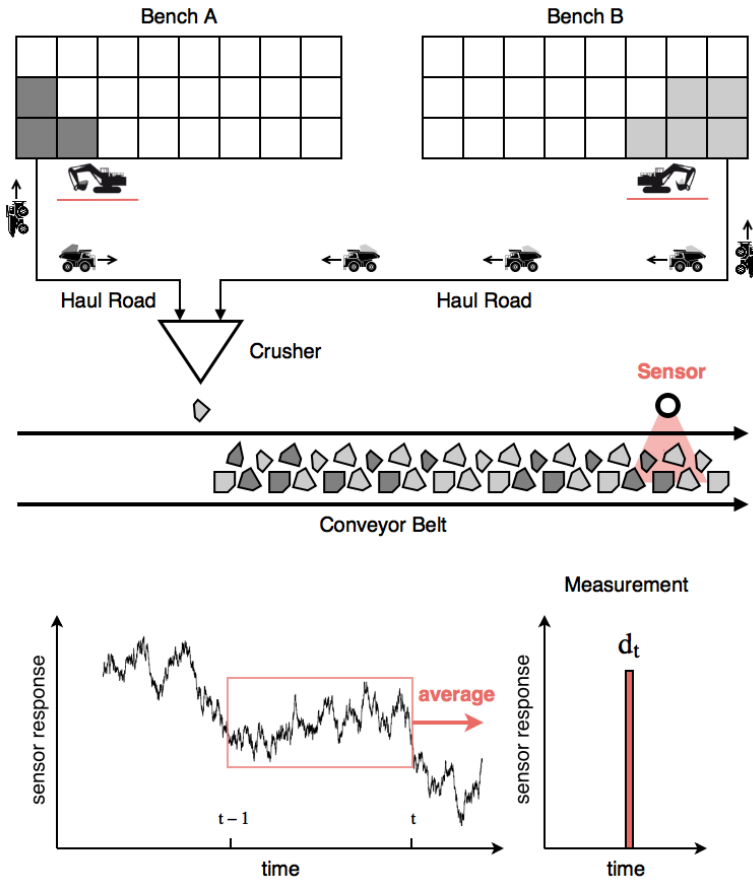 Bench A
Bench B
Haul Road
Haul Road
Crusher
Sensor
Conveyor Belt
Measurement
sensor response
average
t – 1
t
time
sensor response
dt
time